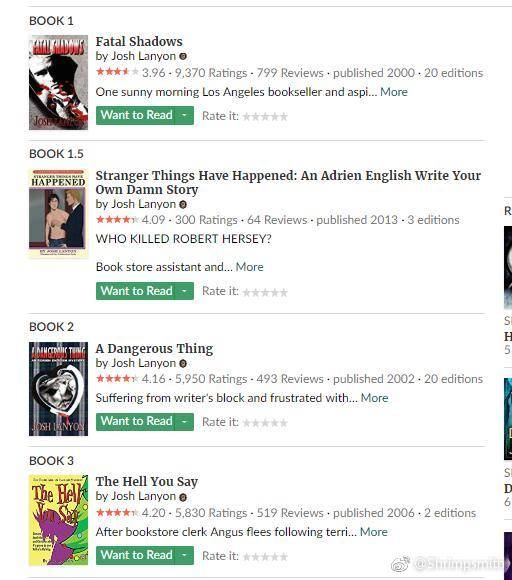 BOOK 1
FATAL SHADOWS
JOSH LANYON
Fatal Shadows
by Josh Lanyon
3.96 · 9,370 Ratings · 799 Reviews · published 2000 · 20 editions
One sunny morning Los Angeles bookseller and aspi... More
Want to Read
Rate it:
BOOK 1.5
STRANGER THINGS HAVE
HAPPENED
BY JOSH LANYON
Stranger Things Have Happened: An Adrien English Write Your
Own Damn Story
by Josh Lanyon
4.09 · 300 Ratings · 64 Reviews · published 2013 · 3 editions
WHO KILLED ROBERT HERSEY?
Book store assistant and... More
Want to Read
Rate it:
BOOK 2
A DANGEROUS THING
JOSH LANYON
A Dangerous Thing
by Josh Lanyon
4.16 · 5,950 Ratings · 493 Reviews · published 2002 · 20 editions
Suffering from writer's block and frustrated with... More
Want to Read
Rate it:
BOOK 3
The Hell
You Say
The Hell You Say
by Josh Lanyon
4.20 · 5,830 Ratings · 519 Reviews · published 2006 · 2 editions
After bookstore clerk Angus flees following terri... More
Want to Read
Rate it:
R
S
H
5
S
D
6
@Shrimpsmith